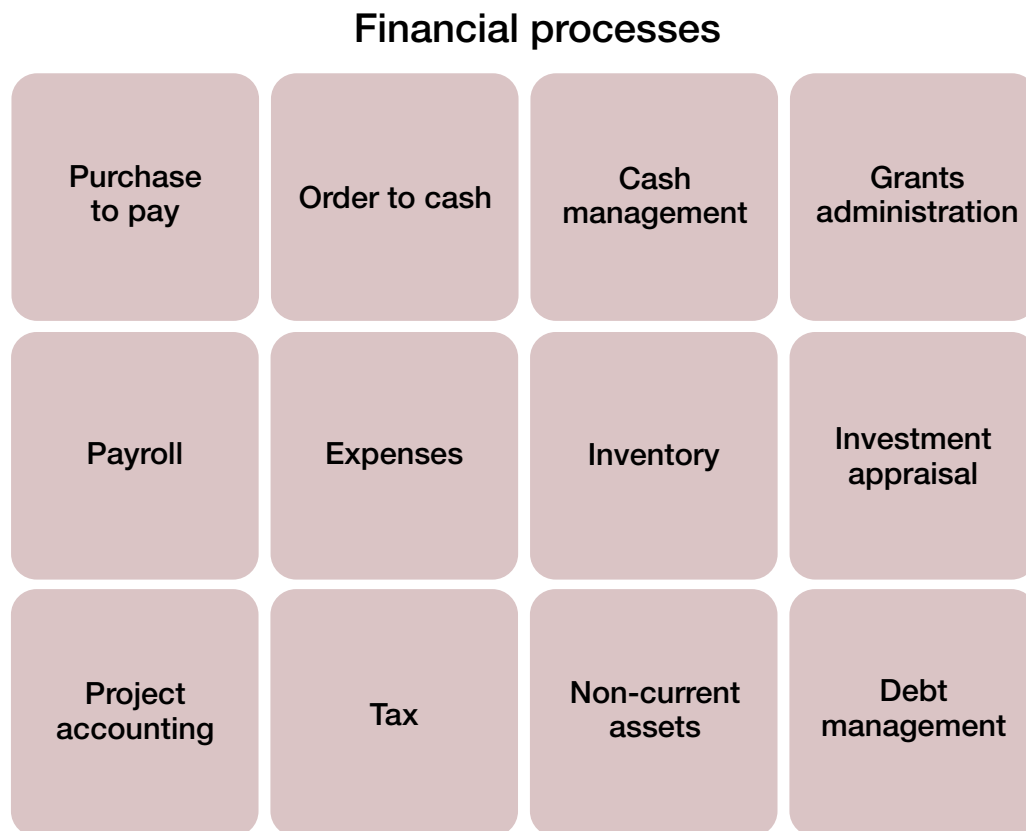 Financial processes
Purchase
to pay
Order to cash
Cash
management
Grants
administration
Payroll
Expenses
Inventory
Investment
appraisal
Project
accounting
Tax
Non-current
assets
Debt
management